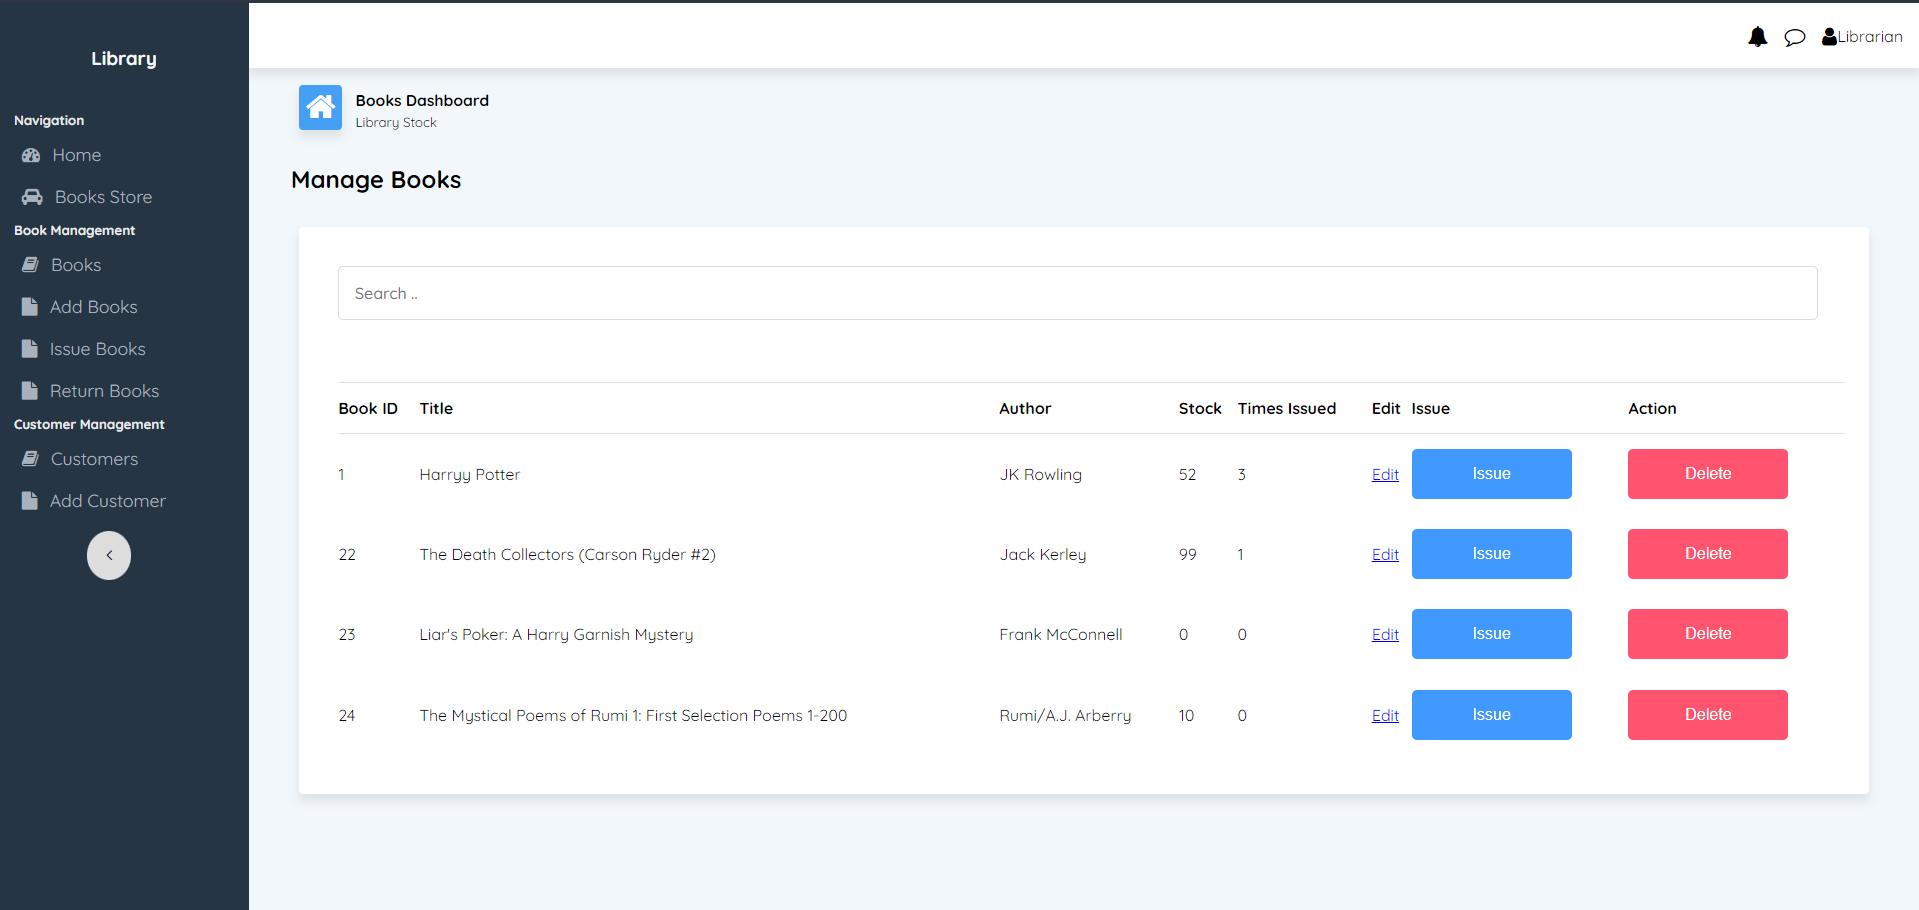 Library
Navigation
Home
Books Store
Book Management
Books
Add Books
Issue Books
Return Books
Customer Management
Customers
Add Customer
Librarian
Books Dashboard
Library Stock
Manage Books
Search ..
Book ID Title Author Stock Times Issued Edit Issue Action
1 Harryy Potter JK Rowling 52 3 Edit Issue Delete
22 The Death Collectors (Carson Ryder #2) Jack Kerley 99 1 Edit Issue Delete
23 Liar's Poker: A Harry Garnish Mystery Frank McConnell 0 0 Edit Issue Delete
24 The Mystical Poems of Rumi 1: First Selection Poems 1-200 Rumi/A.J. Arberry 10 0 Edit Issue Delete